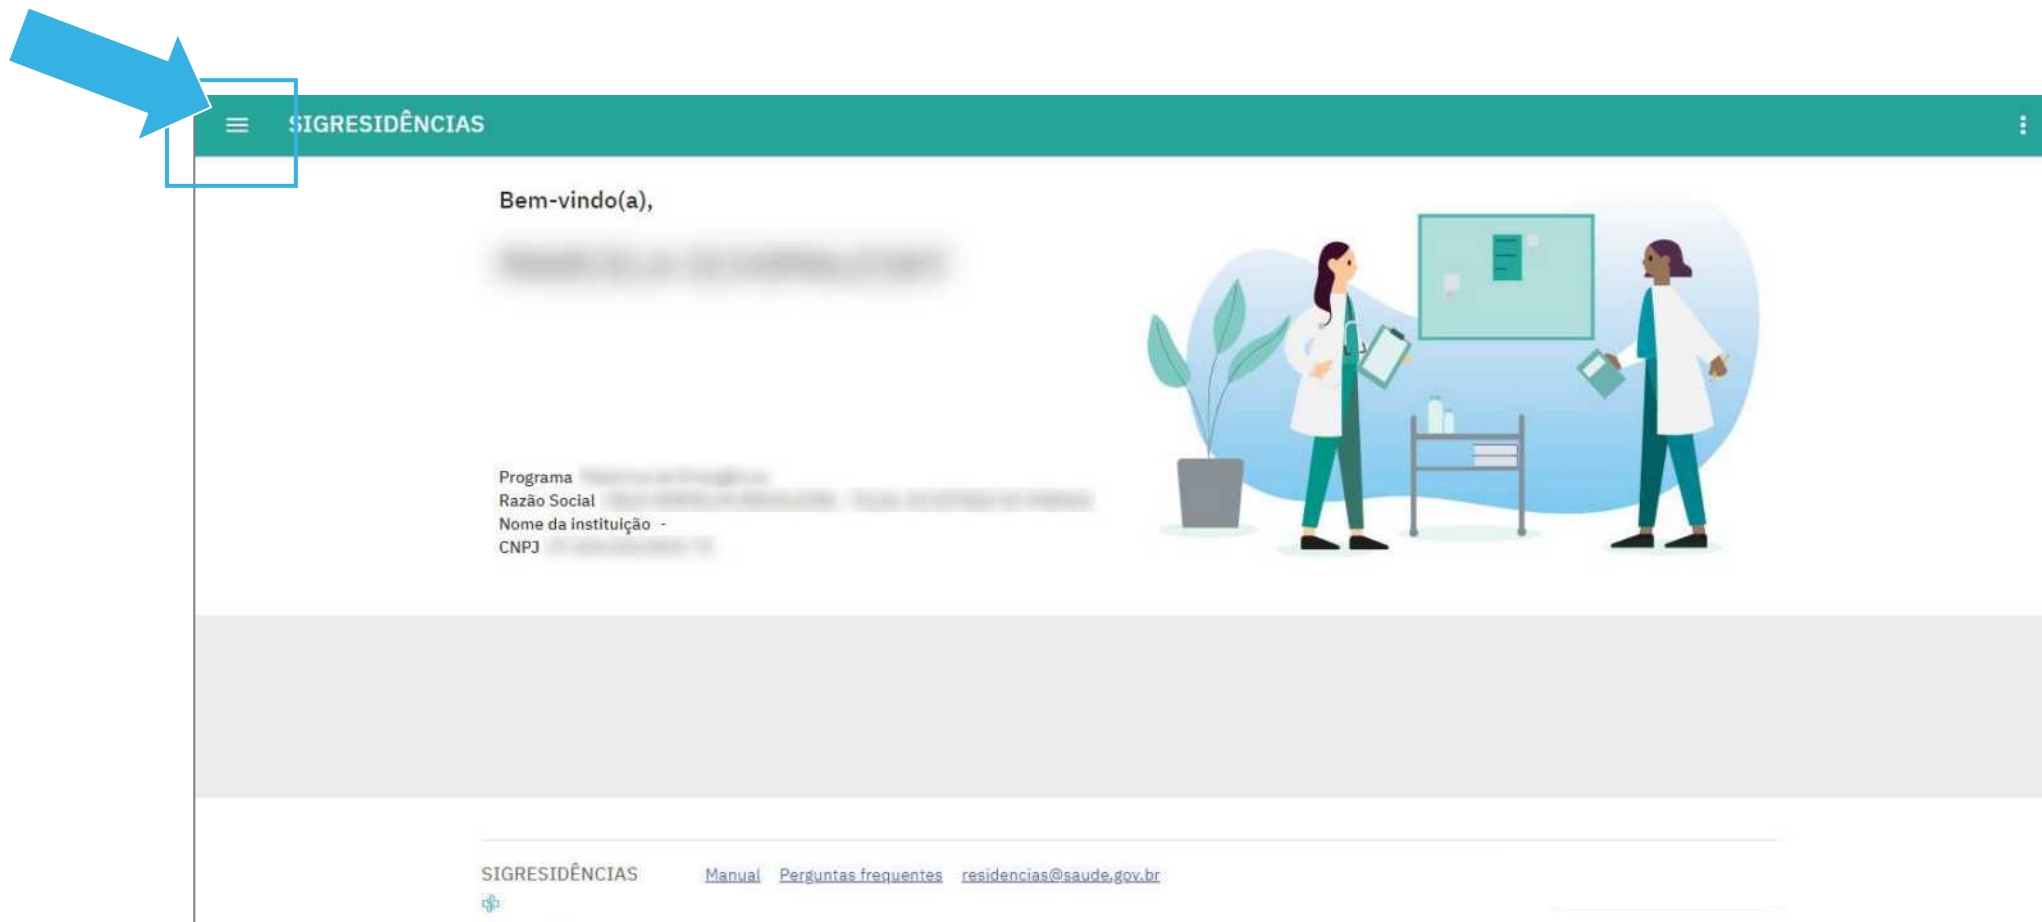 SIGRESIDÊNCIAS
Bem-vindo(a),
Programa
Razão Social
Nome da instituição -
CNPJ
SIGRESIDÊNCIAS Manual Perguntas frequentes residencias@saude.gov.br